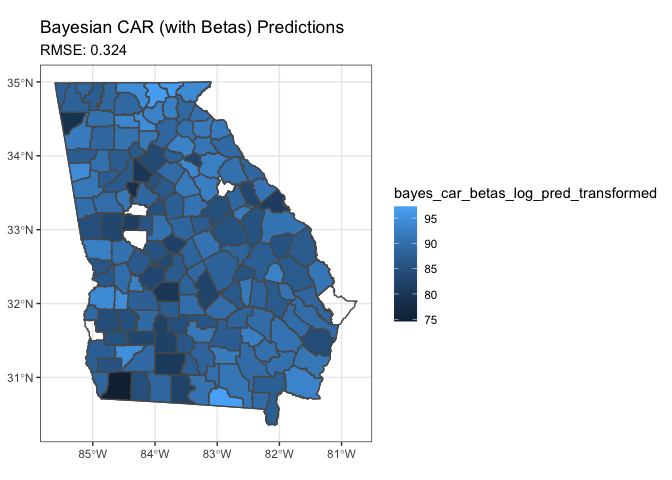 Bayesian CAR (with Betas) Predictions
RMSE: 0.324
35°N
34°N
33°N
32°N
31°N
85°W
84°W
83°W
82°W
81°W
bayes_car_betas_log_pred_transformed
95
90
85
80
75